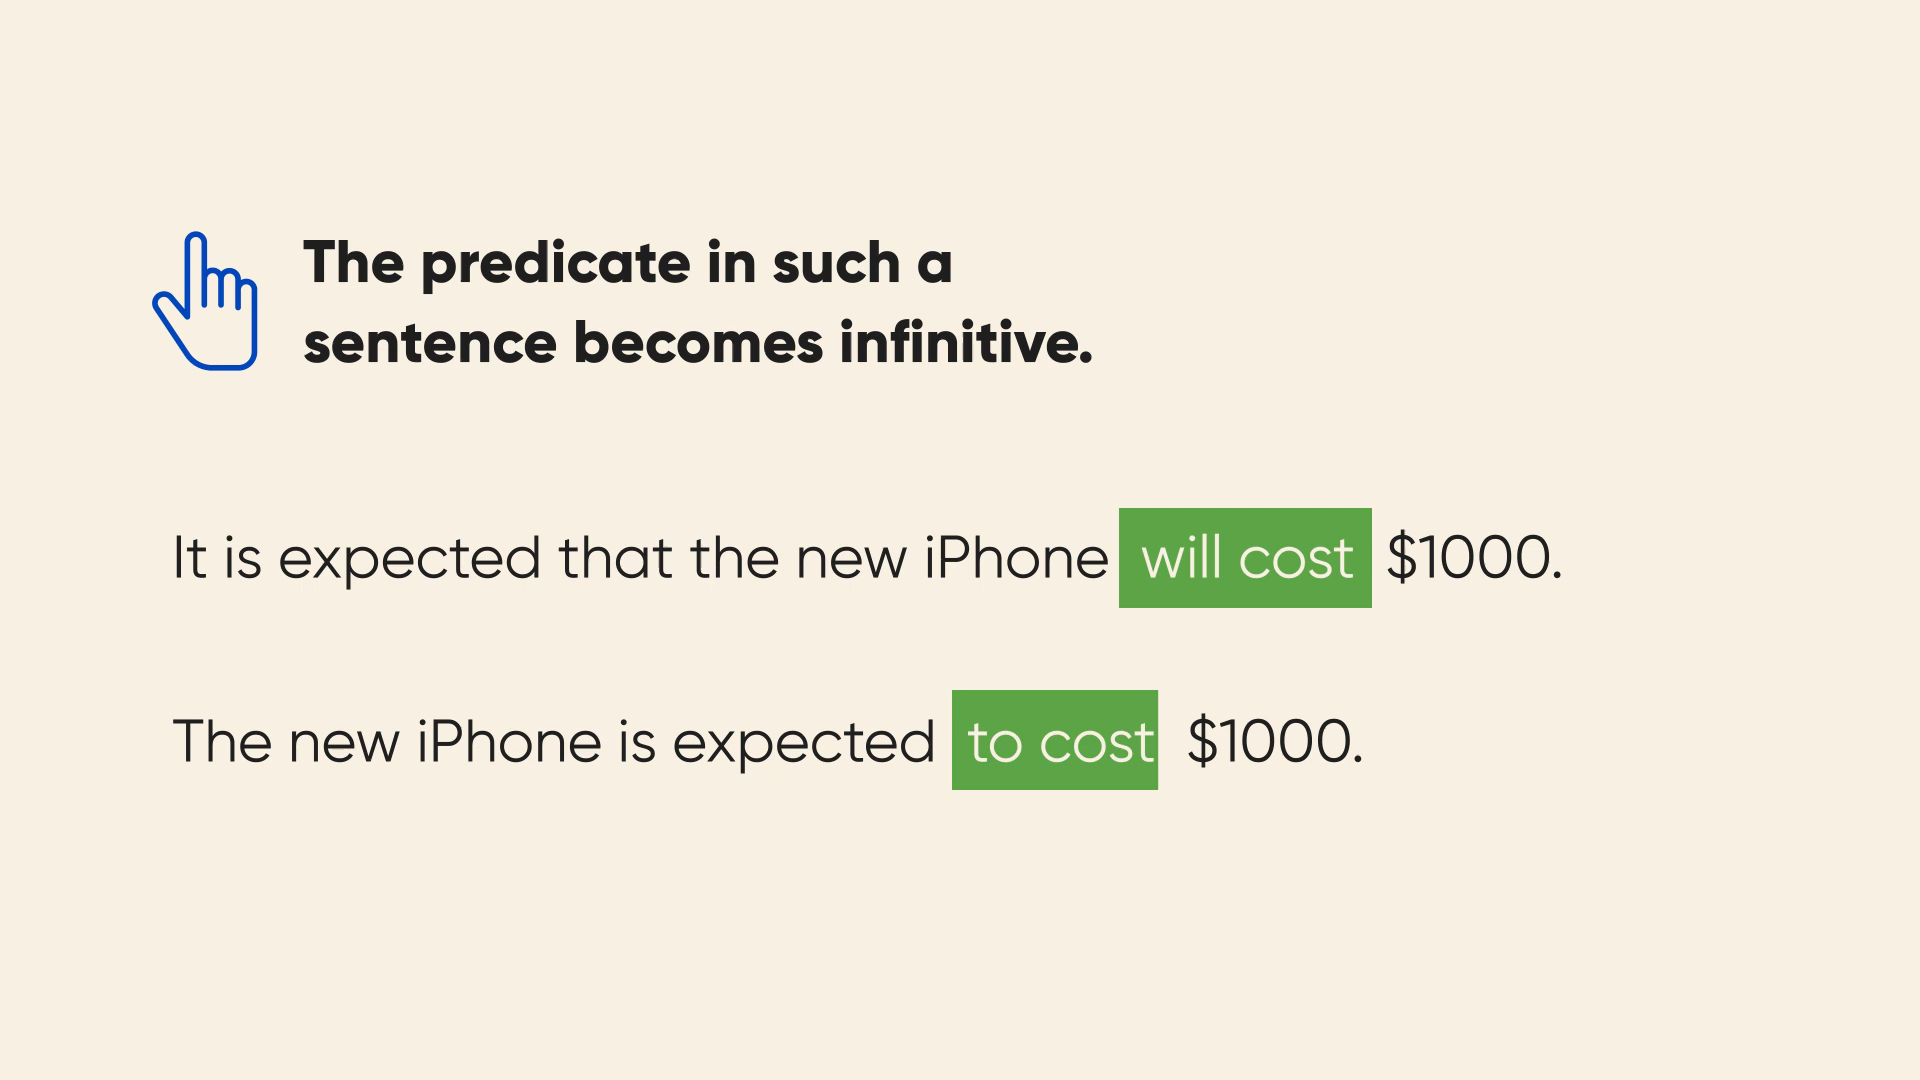 The predicate in such a
sentence becomes infinitive.
It is expected that the new iPhone will cost $1000.
The new iPhone is expected to cost $1000.